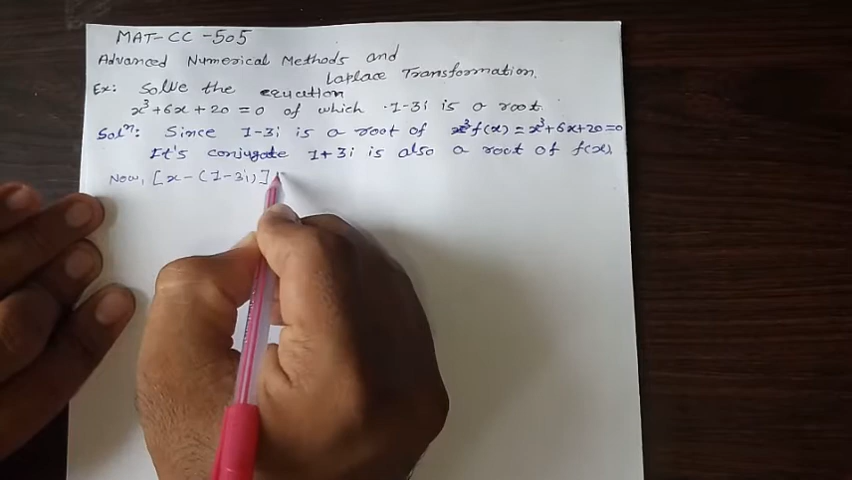 MAT-CC-505
Advanced Numerical Methods and
Laplace Transformation.
Ex: Solve the equation
x³+6x+20=0 of which 1-3i is a root.
Solⁿ: Since 1-3i is a root of f(x)=x³+6x+20=0
It's conjugate 1+3i is also a root of f(x).
Now, [x-(1-3i)]